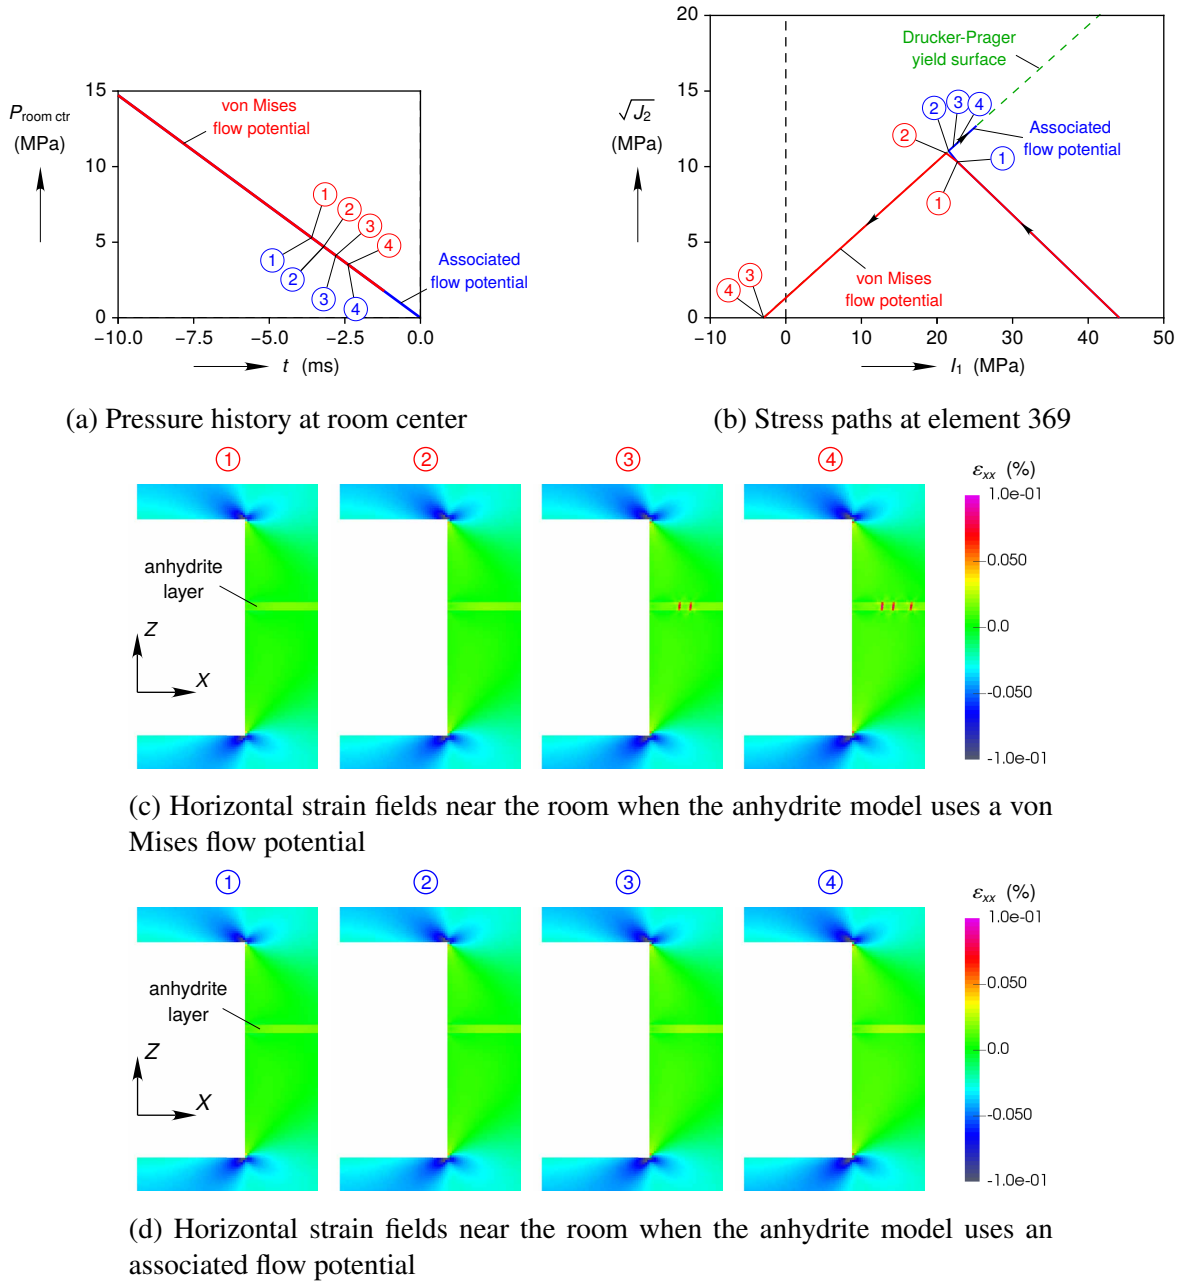 P room ctr
(MPa)
15
10
5
0
von Mises
flow potential
1
2
3
4
1
2
3
4
Associated
flow potential
−10.0
−7.5
−5.0
−2.5
0.0
t (ms)
(a) Pressure history at room center
√J2
(MPa)
20
15
10
5
0
Drucker-Prager
yield surface
2
3
4
2
Associated
flow potential
1
1
3
4
von Mises
flow potential
−10
0
10
20
30
40
50
I1 (MPa)
(b) Stress paths at element 369
1
2
3
4
anhydrite
layer
Z
X
εxx (%)
1.0e-01
0.050
0.0
-0.050
-1.0e-01
(c) Horizontal strain fields near the room when the anhydrite model uses a von
Mises flow potential
1
2
3
4
anhydrite
layer
Z
X
εxx (%)
1.0e-01
0.050
0.0
-0.050
-1.0e-01
(d) Horizontal strain fields near the room when the anhydrite model uses an
associated flow potential